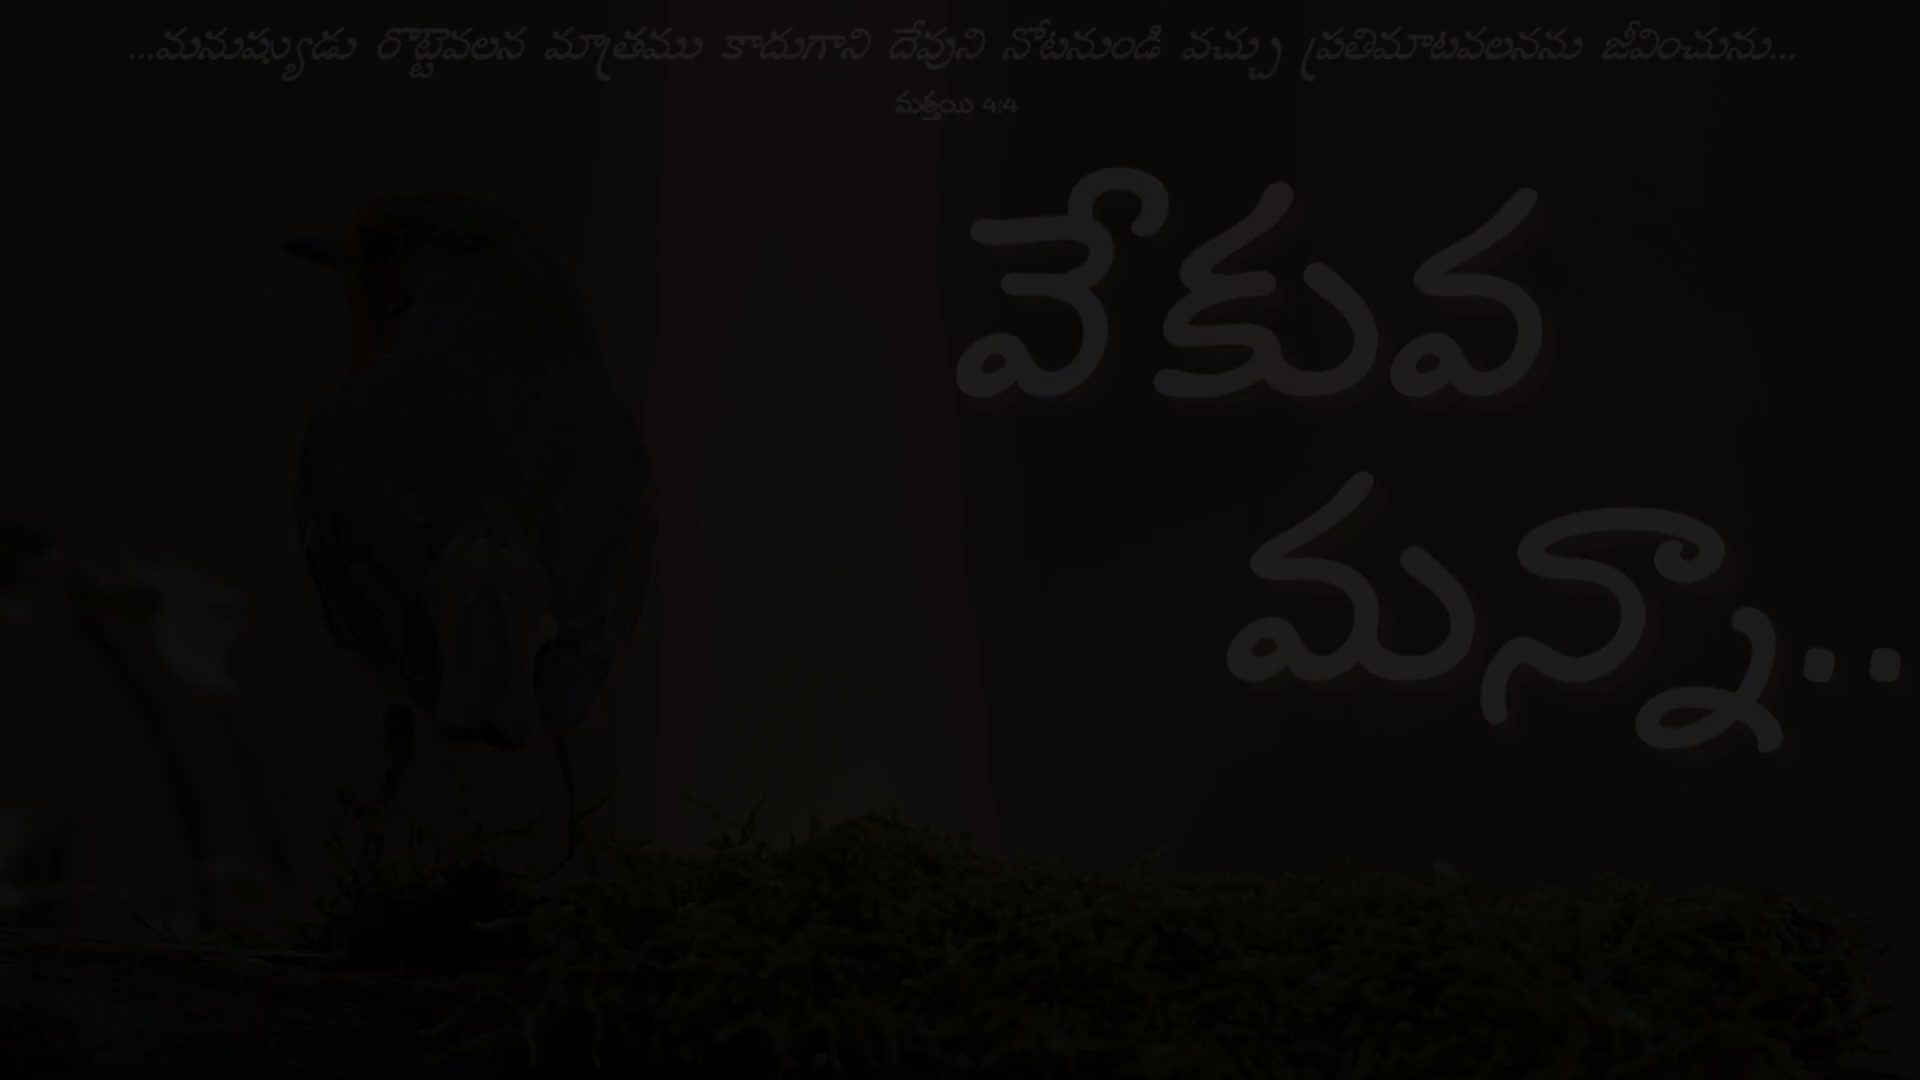 ...మనుష్యుడు రొట్టెవలన మాత్రము కాదుగాని దేవుని నోటనుండి వచ్చు ప్రతిమాటవలనను జీవించును...
మత్తయి 4:4
వేకువ
మన్నా..